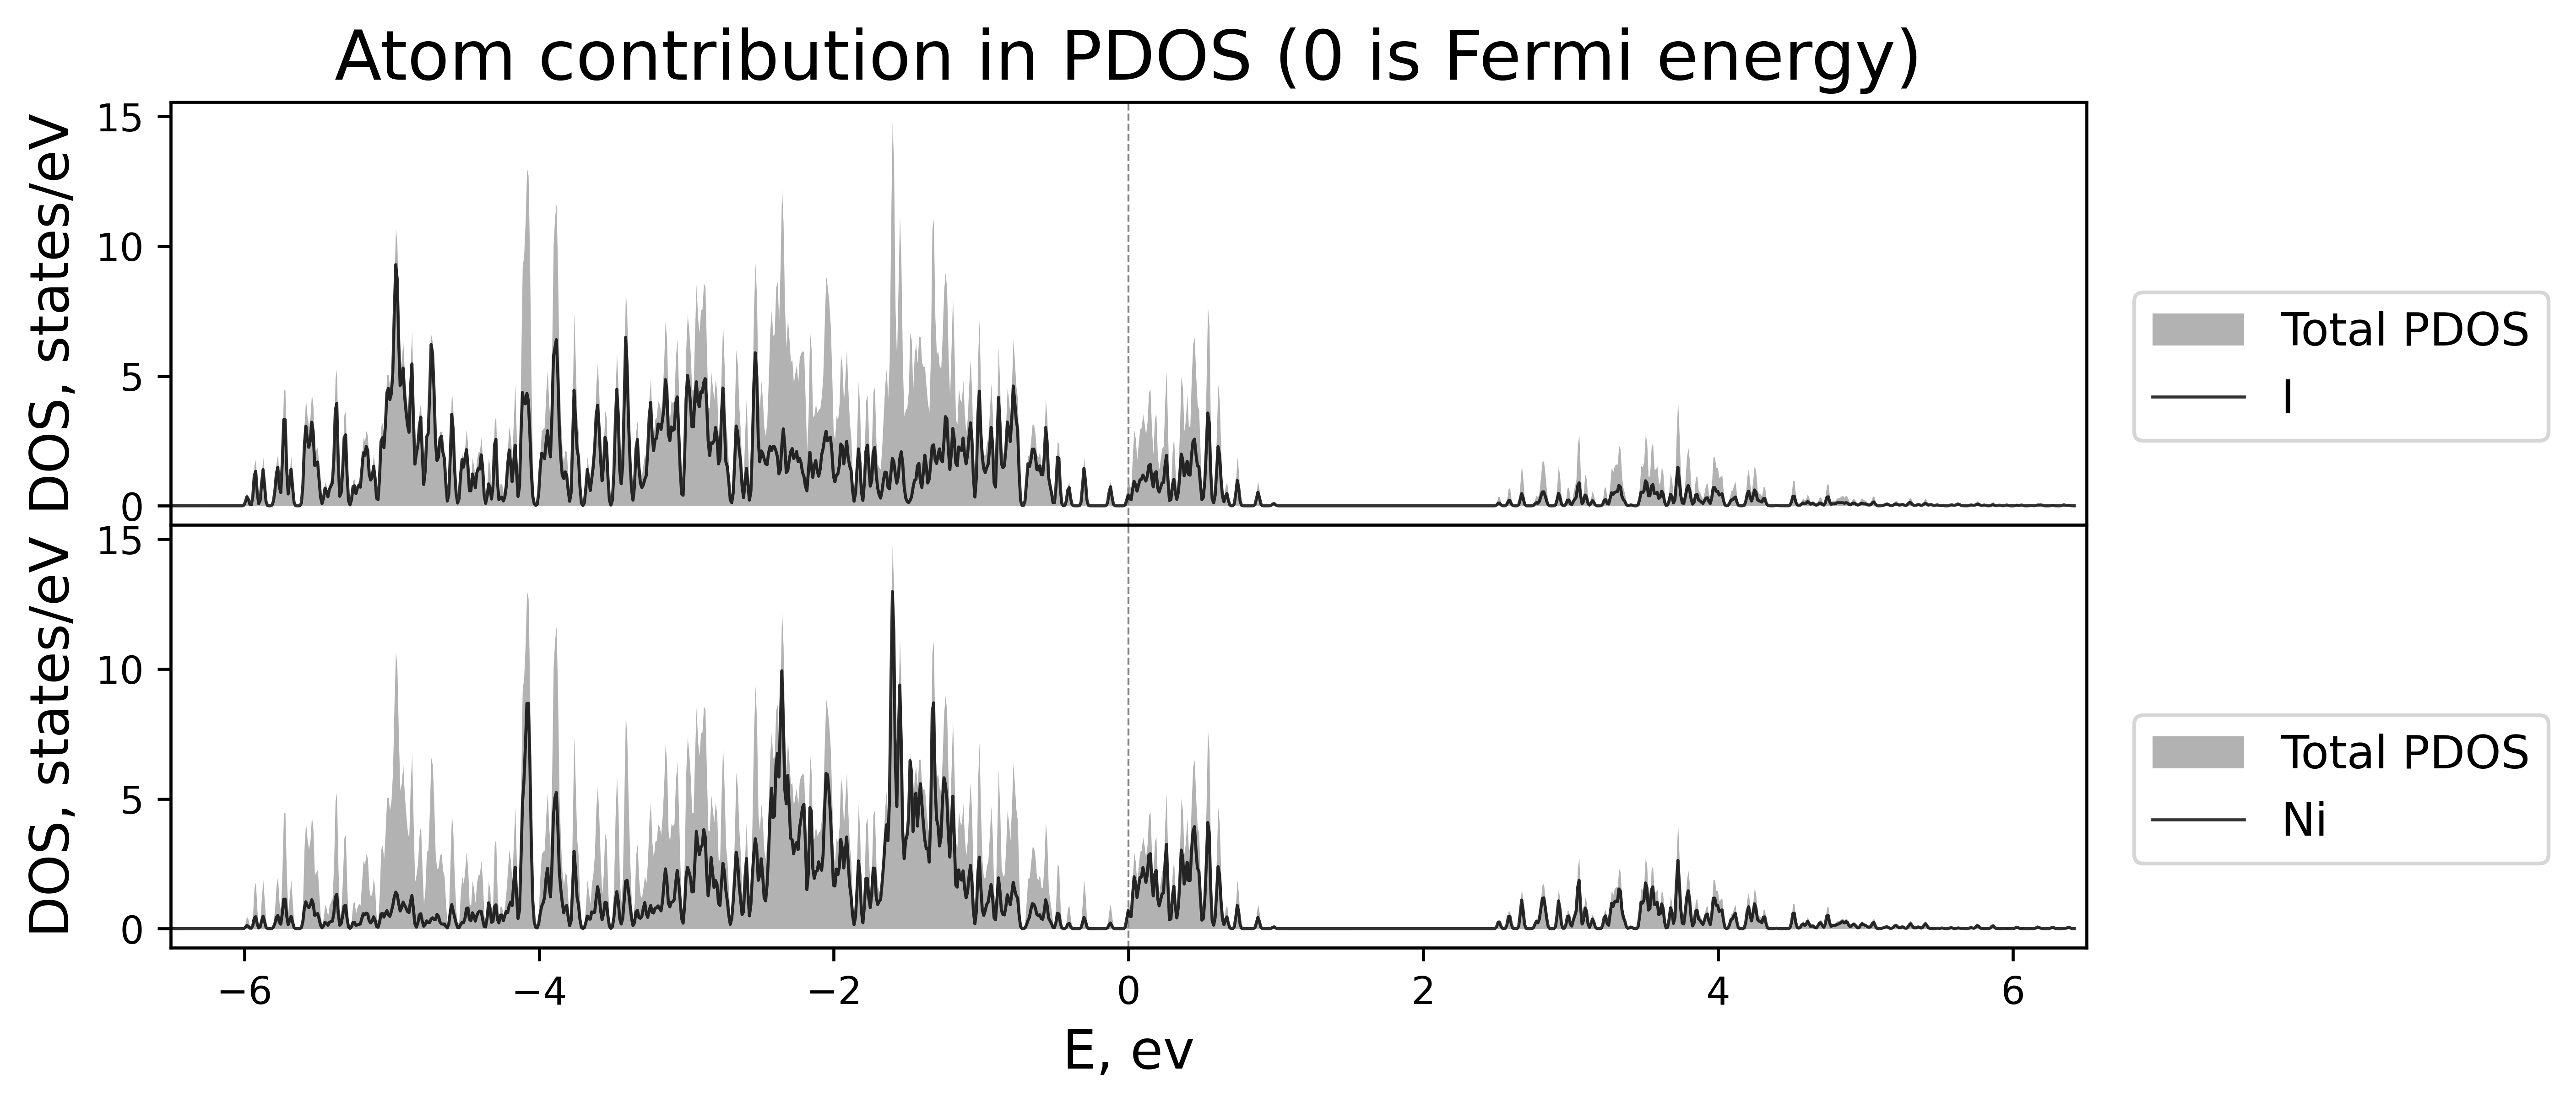 Atom contribution in PDOS (0 is Fermi energy)
DOS, states/eV
15
10
5
0
Total PDOS
I
DOS, states/eV
15
10
5
0
Total PDOS
Ni
−6
−4
−2
0
2
4
6
E, ev